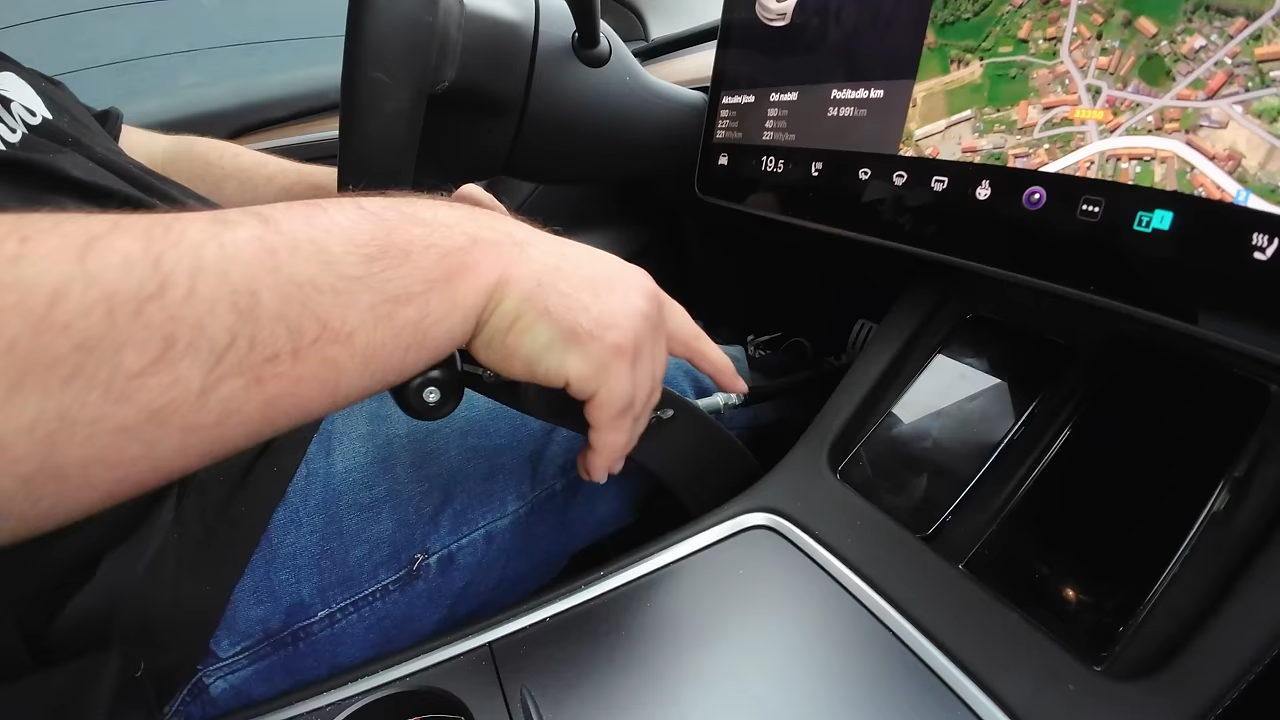 Aktuální jízda
180 km
2:27 hod
221 Wh/km
Od nabití
180 km
40 kWh
221 Wh/km
Počítadlo km
34 991 km
19.5
T
33350